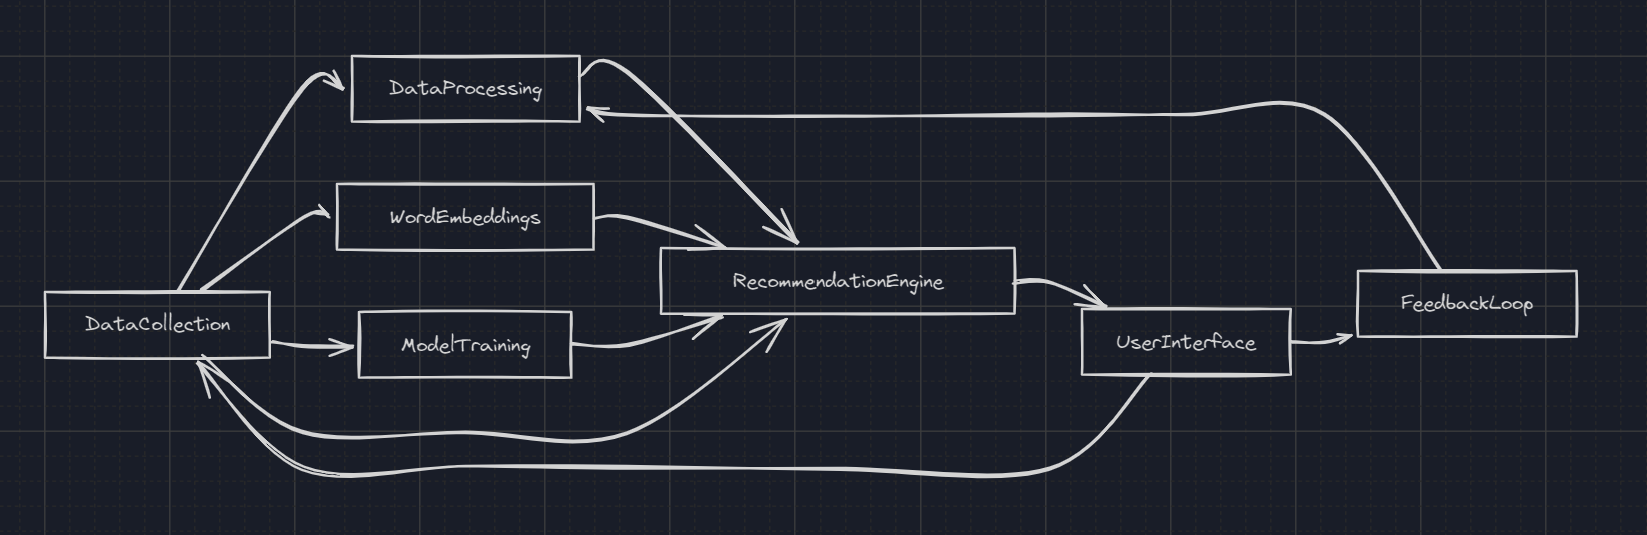 DataProcessing
WordEmbeddings
RecommendationEngine
FeedbackLoop
DataCollection
ModelTraining
UserInterface